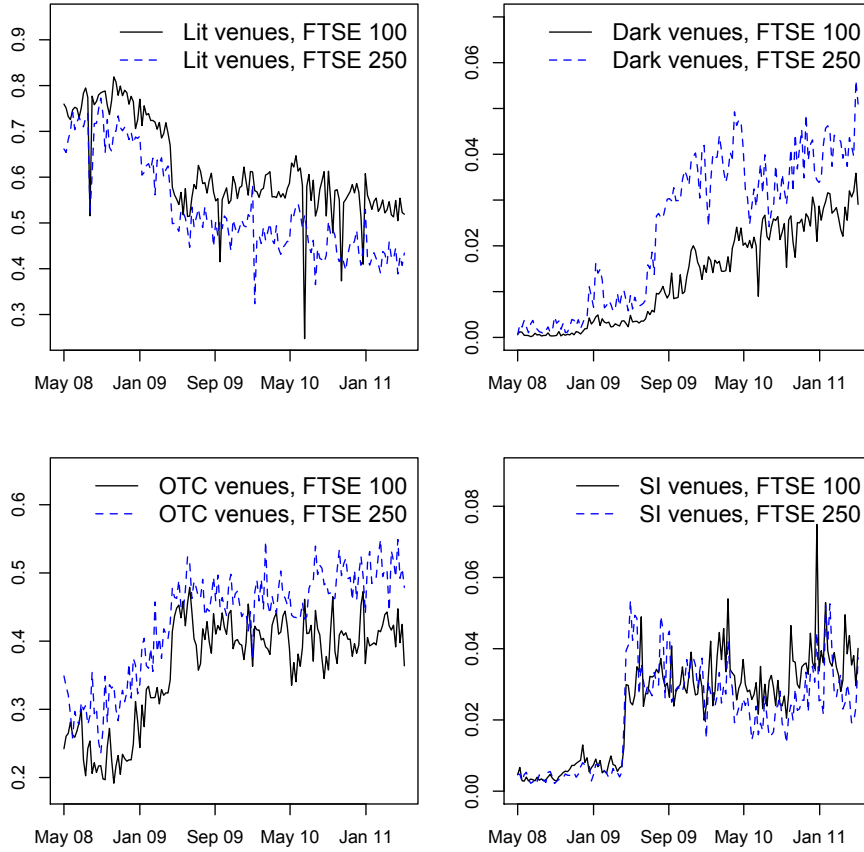 Lit venues, FTSE 100
Lit venues, FTSE 250
0.9
0.8
0.7
0.6
0.5
0.4
0.3
May 08 Jan 09 Sep 09 May 10 Jan 11
Dark venues, FTSE 100
Dark venues, FTSE 250
0.06
0.04
0.02
0.00
May 08 Jan 09 Sep 09 May 10 Jan 11
OTC venues, FTSE 100
OTC venues, FTSE 250
0.6
0.5
0.4
0.3
0.2
May 08 Jan 09 Sep 09 May 10 Jan 11
SI venues, FTSE 100
SI venues, FTSE 250
0.08
0.06
0.04
0.02
0.00
May 08 Jan 09 Sep 09 May 10 Jan 11